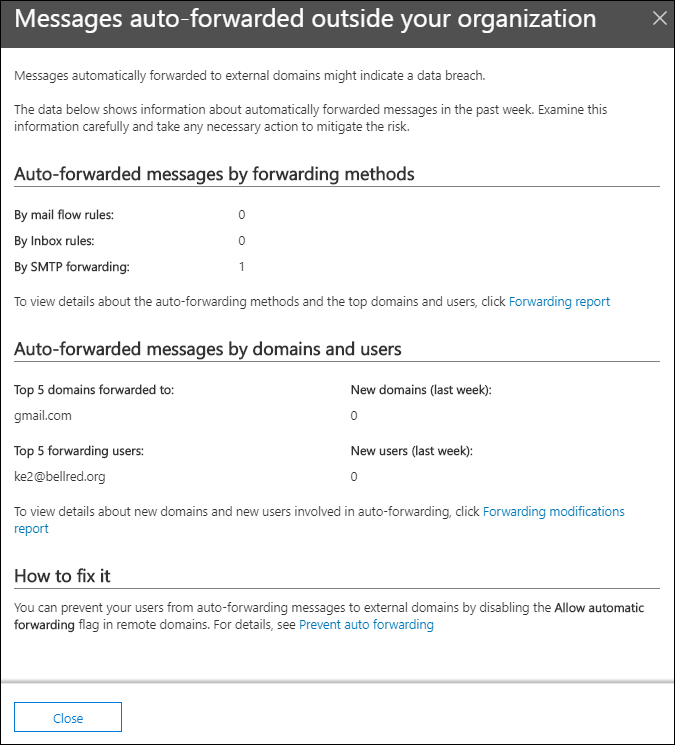 Messages auto-forwarded outside your organization
Messages automatically forwarded to external domains might indicate a data breach.
The data below shows information about automatically forwarded messages in the past week. Examine this
information carefully and take any necessary action to mitigate the risk.
Auto-forwarded messages by forwarding methods
By mail flow rules: 0
By Inbox rules: 0
By SMTP forwarding: 1
To view details about the auto-forwarding methods and the top domains and users, click Forwarding report
Auto-forwarded messages by domains and users
Top 5 domains forwarded to: New domains (last week):
gmail.com 0
Top 5 forwarding users: New users (last week):
ke2@bellred.org 0
To view details about new domains and new users involved in auto-forwarding, click Forwarding modifications
report
How to fix it
You can prevent your users from auto-forwarding messages to external domains by disabling the Allow automatic
forwarding flag in remote domains. For details, see Prevent auto forwarding
Close